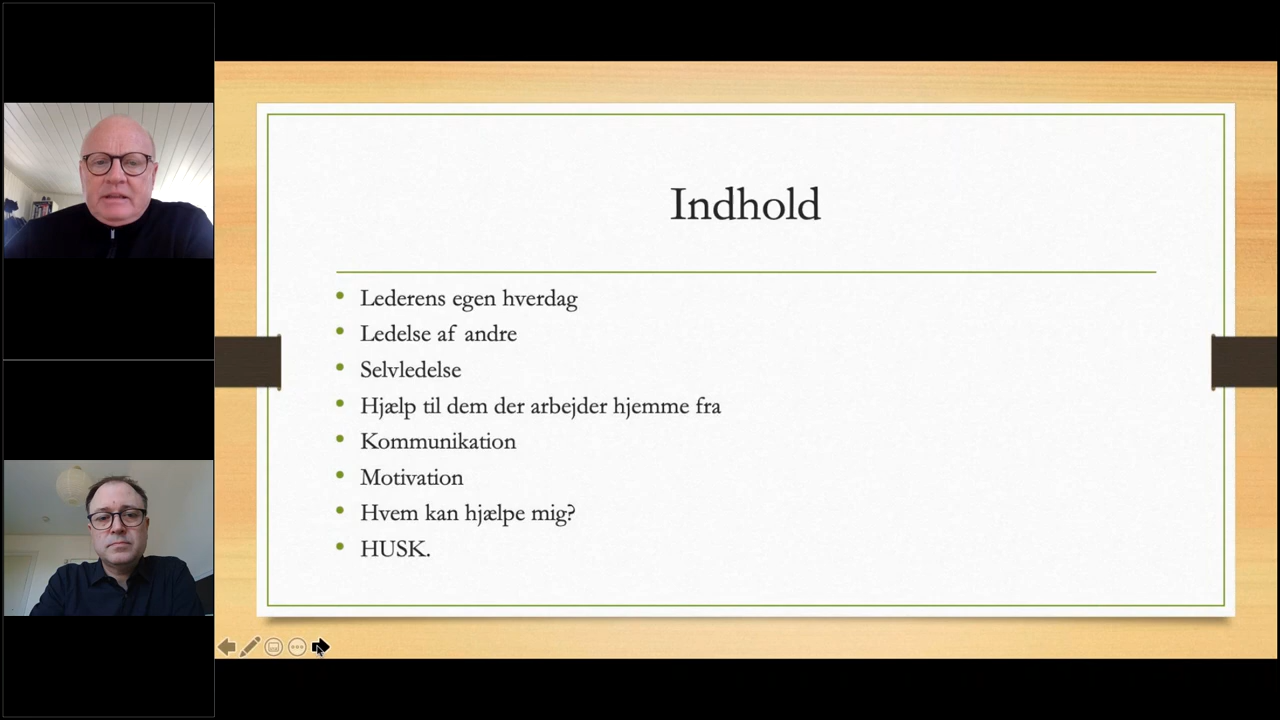 Indhold
Lederens egen hverdag
Ledelse af andre
Selvledelse
Hjælp til dem der arbejder hjemme fra
Kommunikation
Motivation
Hvem kan hjælpe mig?
HUSK.